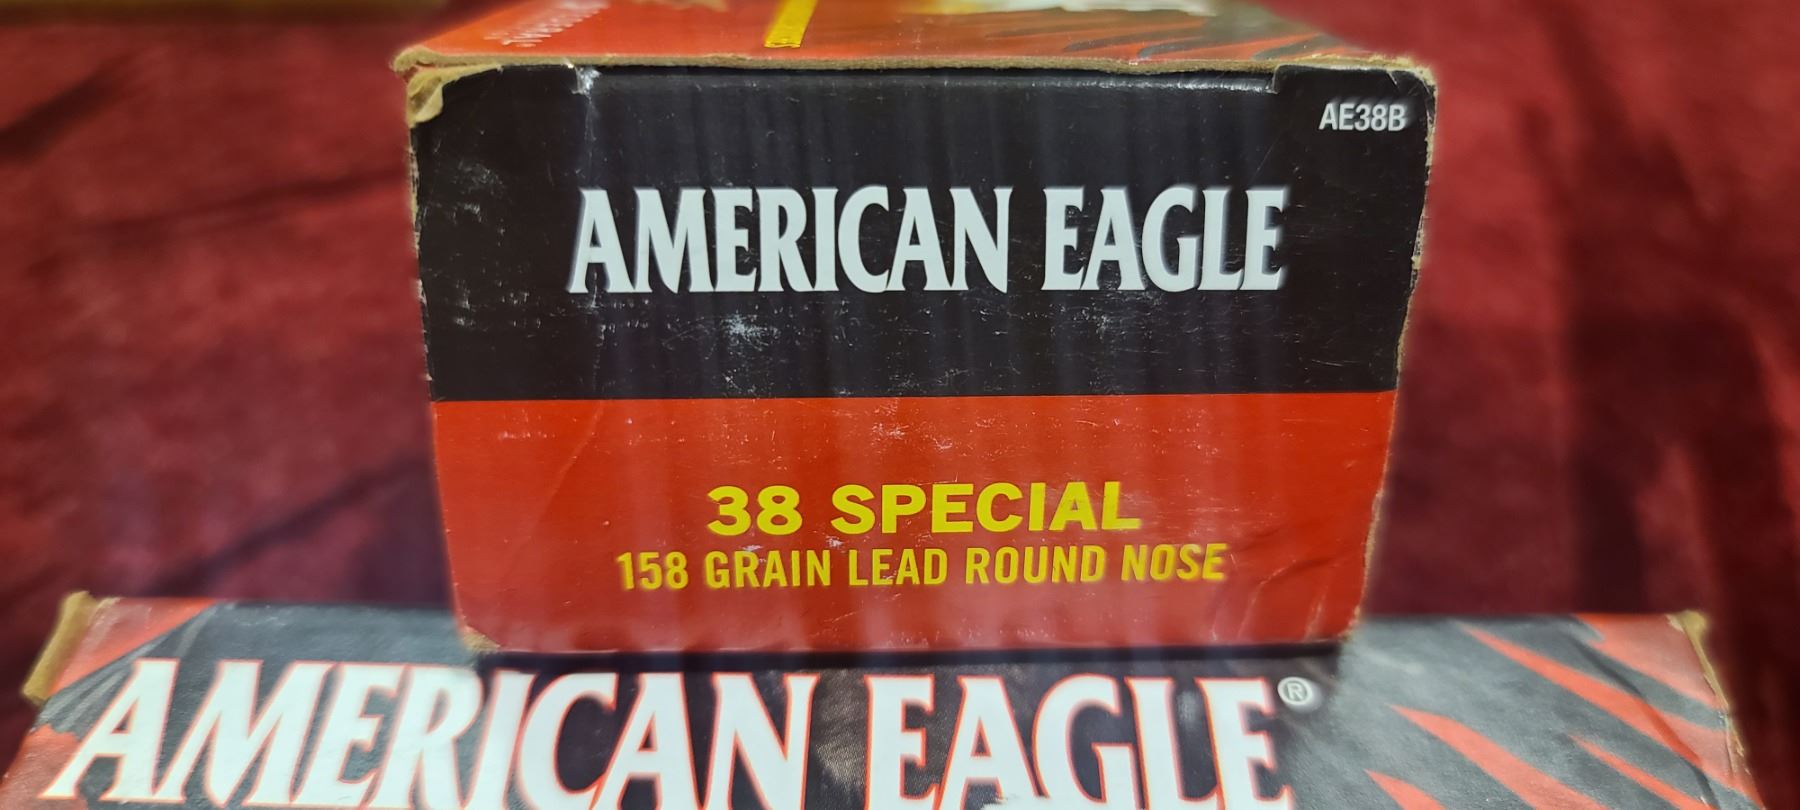 AE38B
AMERICAN EAGLE
38 SPECIAL
158 GRAIN LEAD ROUND NOSE
AMERICAN EAGLE®